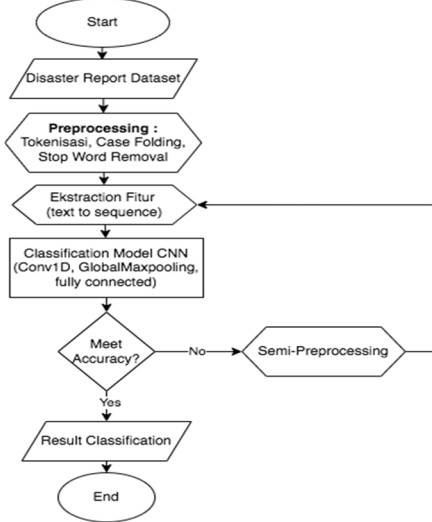 Start
Disaster Report Dataset
Preprocessing :
Tokenisasi, Case Folding,
Stop Word Removal
Ekstraction Fitur
(text to sequence)
Classification Model CNN
(Conv1D, GlobalMaxpooling,
fully connected)
Meet
Accuracy?
No
Semi-Preprocessing
Yes
Result Classification
End